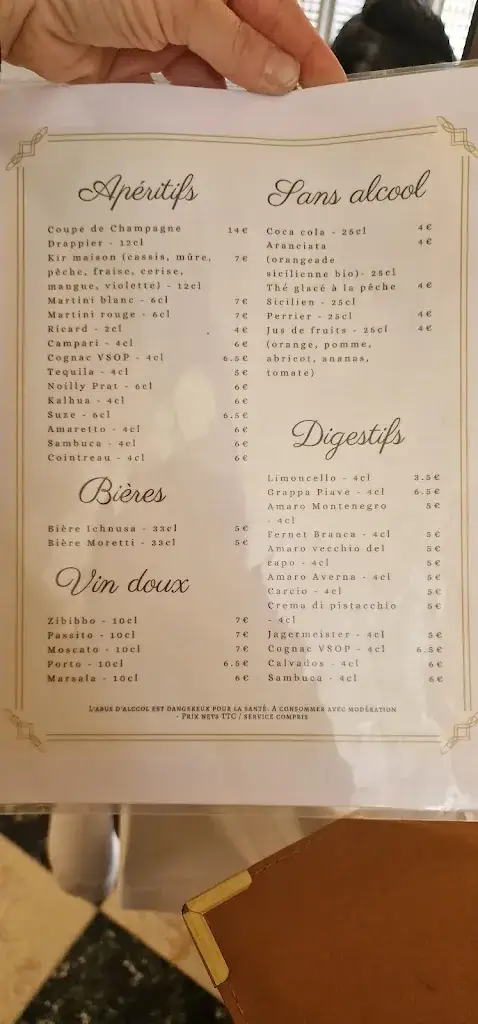 Apéritifs
Coupe de Champagne 14€
Drappier - 12cl
Kir maison (cassis, mûre, 7€
pêche, fraise, cerise,
mangue, violette) - 12cl
Martini blanc - 6cl 7€
Martini rouge - 6cl 7€
Ricard - 2cl 4€
Campari - 4cl 6€
Cognac VSOP - 4cl 6.5€
Tequila - 4cl 5€
Noilly Prat - 6cl 6€
Kalhua - 4cl 6€
Suze - 6cl 6.5€
Amaretto - 4cl 6€
Sambuca - 4cl 6€
Cointreau - 4cl 6€
Bières
Bière Ichnusa - 33cl 5€
Bière Moretti - 33cl 5€
Vin doux
Zibibbo - 10cl 7€
Passito - 10cl 7€
Moscato - 10cl 7€
Porto - 10cl 6.5€
Marsala - 10cl 6€
Sans alcool
Coca cola - 25cl 4€
Aranciata 4€
(orangeade
sicilienne bio)- 25cl
Thé glacé à la pêche 4€
Sicilien - 25cl
Perrier - 25cl 4€
Jus de fruits - 25cl 4€
(orange, pomme,
abricot, ananas,
tomate)
Digestifs
Limoncello - 4cl 3.5€
Grappa Piave - 4cl 6.5€
Amaro Montenegro 5€
- 4cl
Fernet Branca - 4cl 5€
Amaro vecchio del 5€
capo - 4cl
Amaro Averna - 4cl 5€
Carcio - 4cl 5€
Crema di pistacchio 5€
- 4cl
Jagermeister - 4cl 5€
Cognac VSOP - 4cl 6.5€
Calvados - 4cl 6€
Sambuca - 4cl 6€
L'abus d'alcool est dangereux pour la santé. A consommer avec modération
- Prix nets TTC / service compris